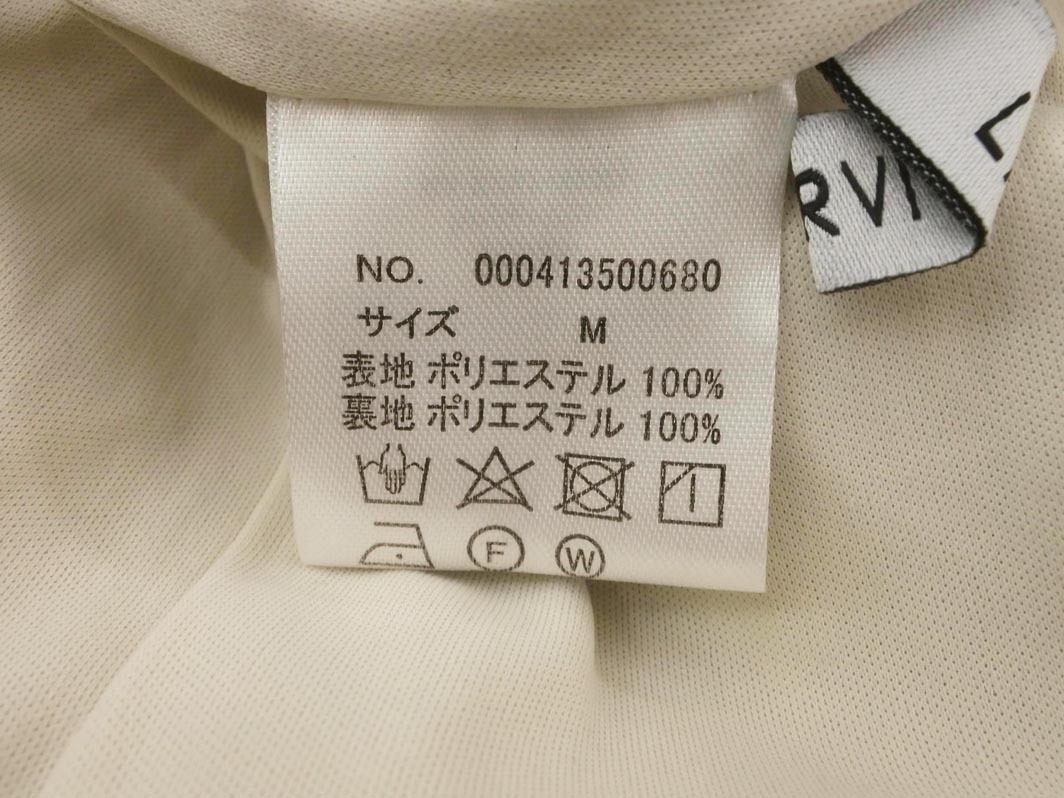 NO. 000413500680
サイズ M
表地 ポリエステル 100%
裏地 ポリエステル 100%
F W